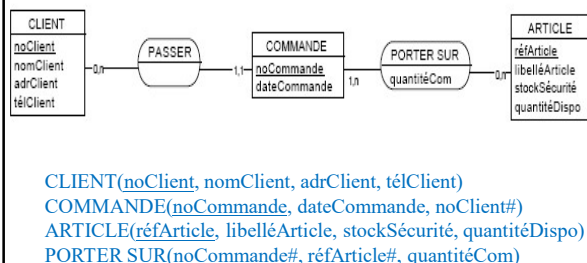 CLIENT
noClient
nomClient
adrClient
télClient
0,n
PASSER
1,1
COMMANDE
noCommande
dateCommande
1,n
PORTER SUR
quantitéCom
0,n
ARTICLE
réfArticle
libelléArticle
stockSécurité
quantitéDispo
CLIENT(noClient, nomClient, adrClient, télClient)
COMMANDE(noCommande, dateCommande, noClient#)
ARTICLE(réfArticle, libelléArticle, stockSécurité, quantitéDispo)
PORTER SUR(noCommande#, réfArticle#, quantitéCom)